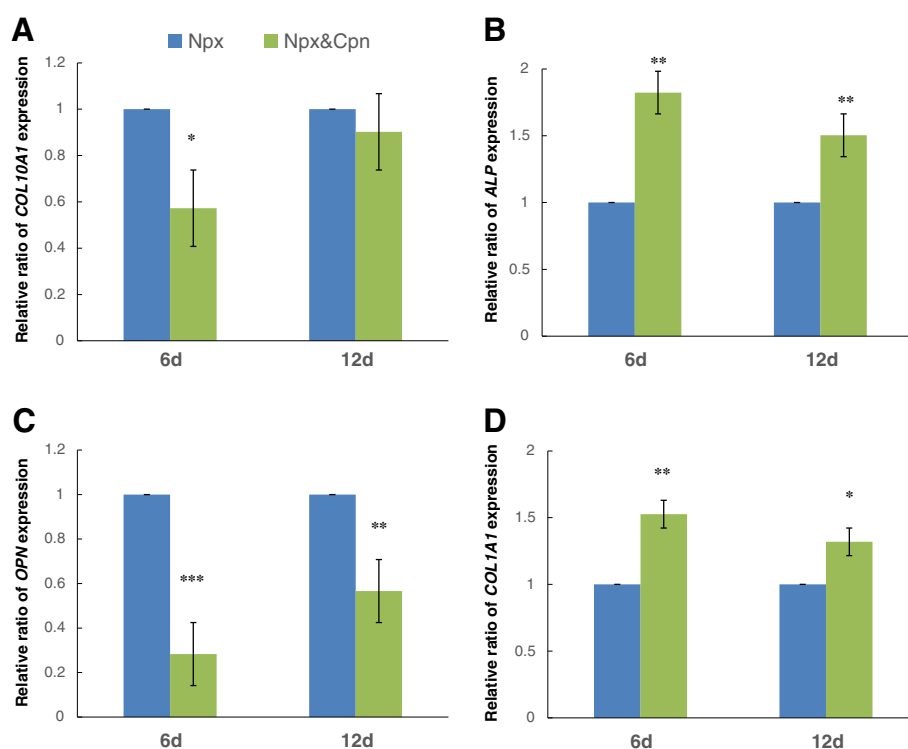 A
Npx
Npx&Cpn
Relative ratio of COL10A1 expression
1.2
1
0.8
0.6
0.4
0.2
0
*
6d
12d
B
Relative ratio of ALP expression
2
1.5
1
0.5
0
**
**
6d
12d
C
Relative ratio of OPN expression
1.2
1
0.8
0.6
0.4
0.2
0
***
**
6d
12d
D
Relative ratio of COL1A1 expression
2
1.5
1
0.5
0
**
*
6d
12d